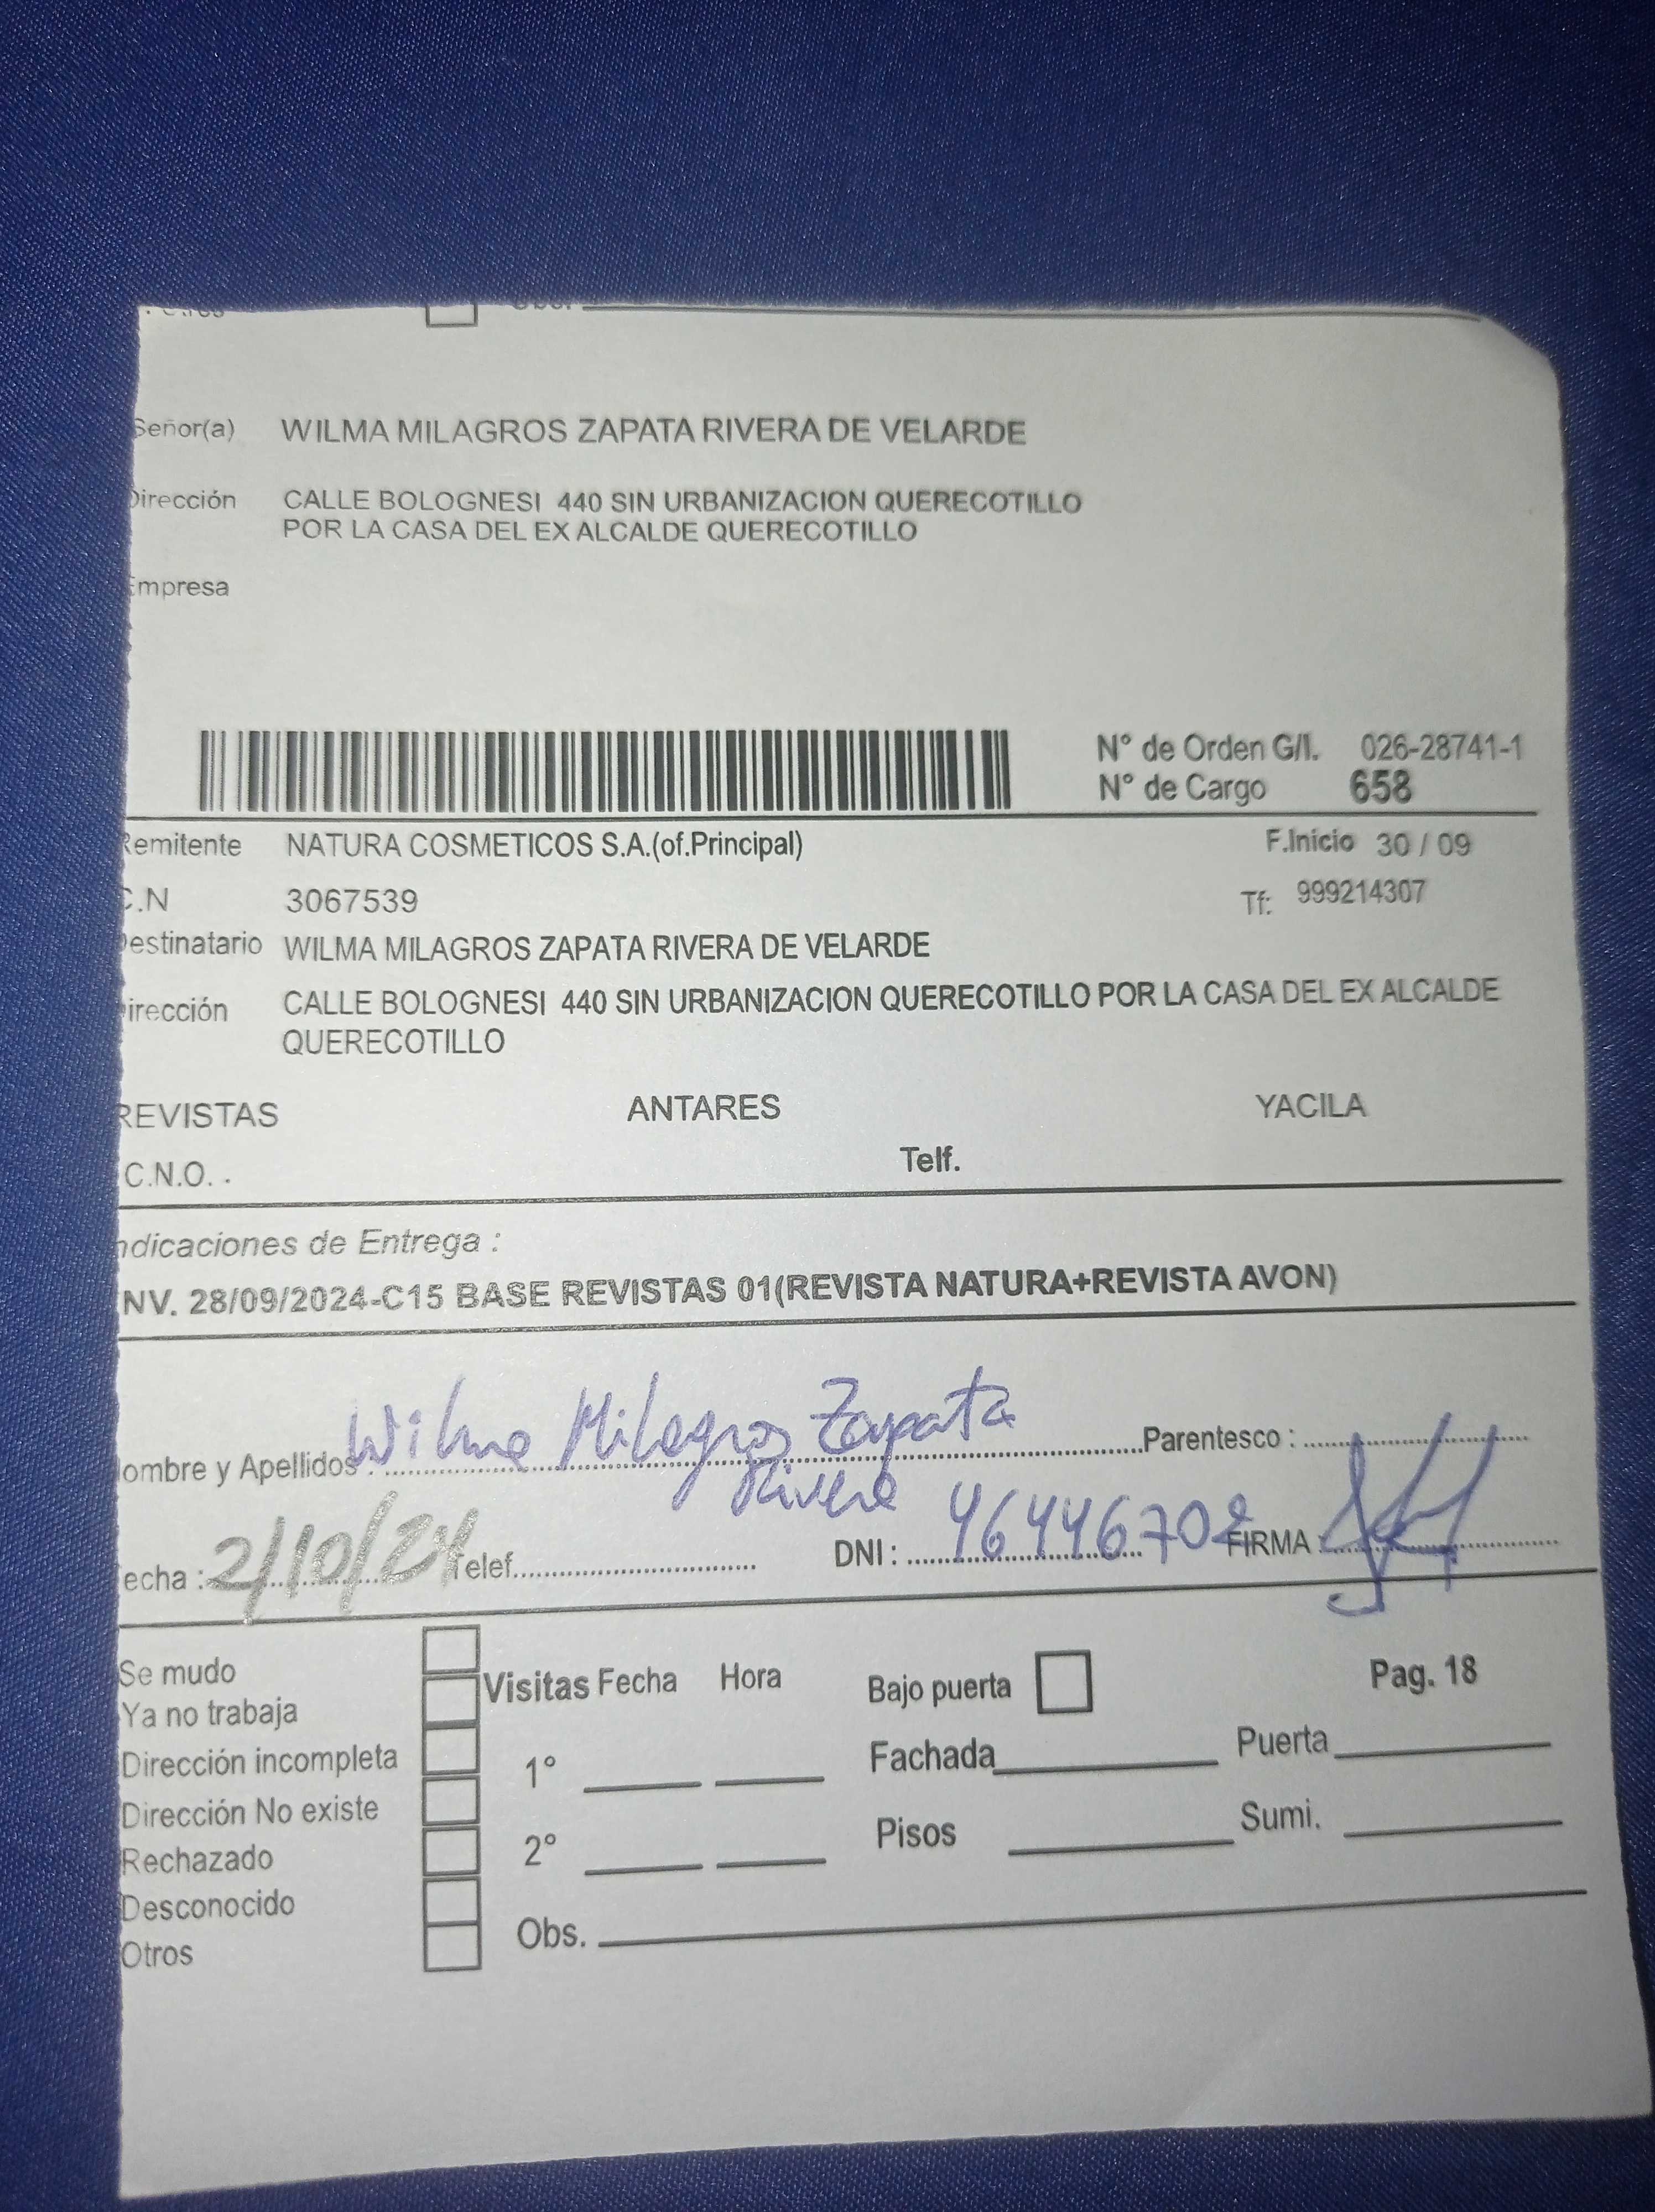 Señor(a) WILMA MILAGROS ZAPATA RIVERA DE VELARDE
Dirección CALLE BOLOGNESI 440 SIN URBANIZACION QUERECOTILLO
POR LA CASA DEL EX ALCALDE QUERECOTILLO
Empresa
N° de Orden G/I. 026-28741-1
N° de Cargo 658
Remitente NATURA COSMETICOS S.A.(of.Principal) F.Inicio 30 / 09
C.N 3067539 Tf: 999214307
Destinatario WILMA MILAGROS ZAPATA RIVERA DE VELARDE
irección CALLE BOLOGNESI 440 SIN URBANIZACION QUERECOTILLO POR LA CASA DEL EX ALCALDE
QUERECOTILLO
REVISTAS ANTARES YACILA
C.N.O. - Telf.
ndicaciones de Entrega :
NV. 28/09/2024-C15 BASE REVISTAS 01(REVISTA NATURA+REVISTA AVON)
ombre y Apellidos : Wilma Milagros Zapata Parentesco :
Rivera
echa : 2/10/24 Telef. DNI : 46446702 FIRMA :
Se mudo
Ya no trabaja
Dirección incompleta
Dirección No existe
Rechazado
Desconocido
Otros
Visitas Fecha Hora
1°
2°
Obs.
Bajo puerta Pag. 18
Fachada Puerta
Pisos Sumi.